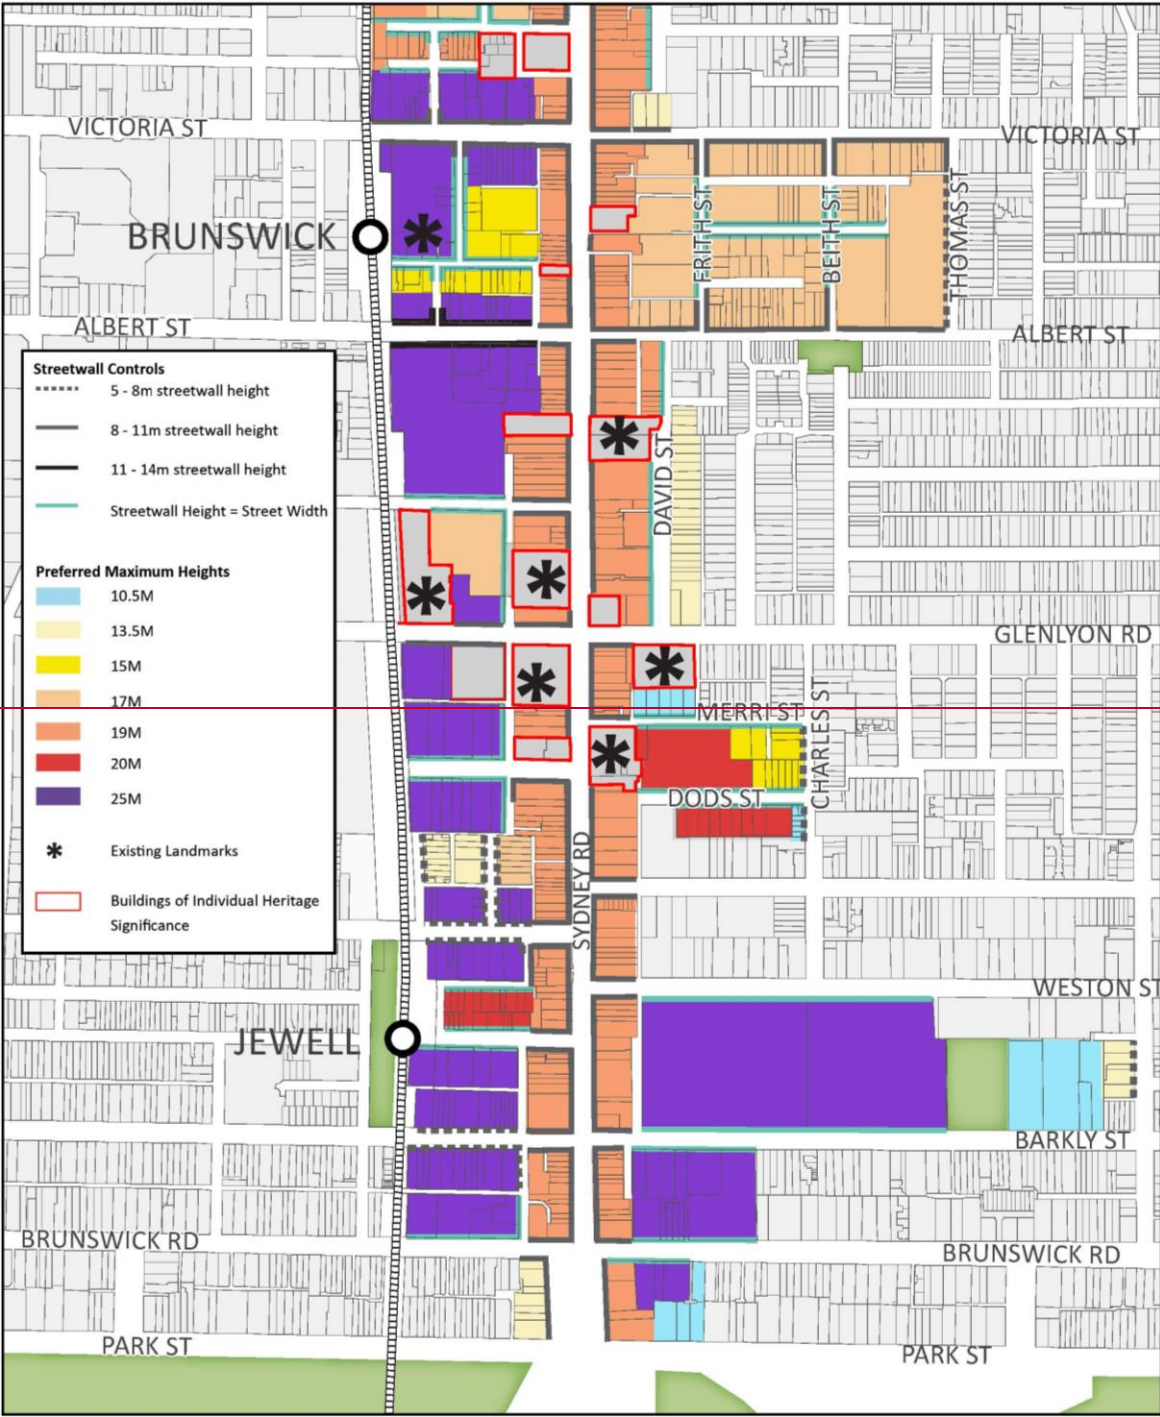 VICTORIA ST
VICTORIA ST
BRUNSWICK
FRITH ST
BEITH ST
THOMAS ST
ALBERT ST
ALBERT ST
Streetwall Controls
5 - 8m streetwall height
8 - 11m streetwall height
11 - 14m streetwall height
Streetwall Height = Street Width
Preferred Maximum Heights
10.5M
13.5M
15M
17M
19M
20M
25M
Existing Landmarks
Buildings of Individual Heritage
Significance
DAVID ST
GLENLYON RD
MERRI ST
CHARLES ST
DODS ST
SYDNEY RD
WESTON ST
JEWELL
BARKLY ST
BRUNSWICK RD
BRUNSWICK RD
PARK ST
PARK ST